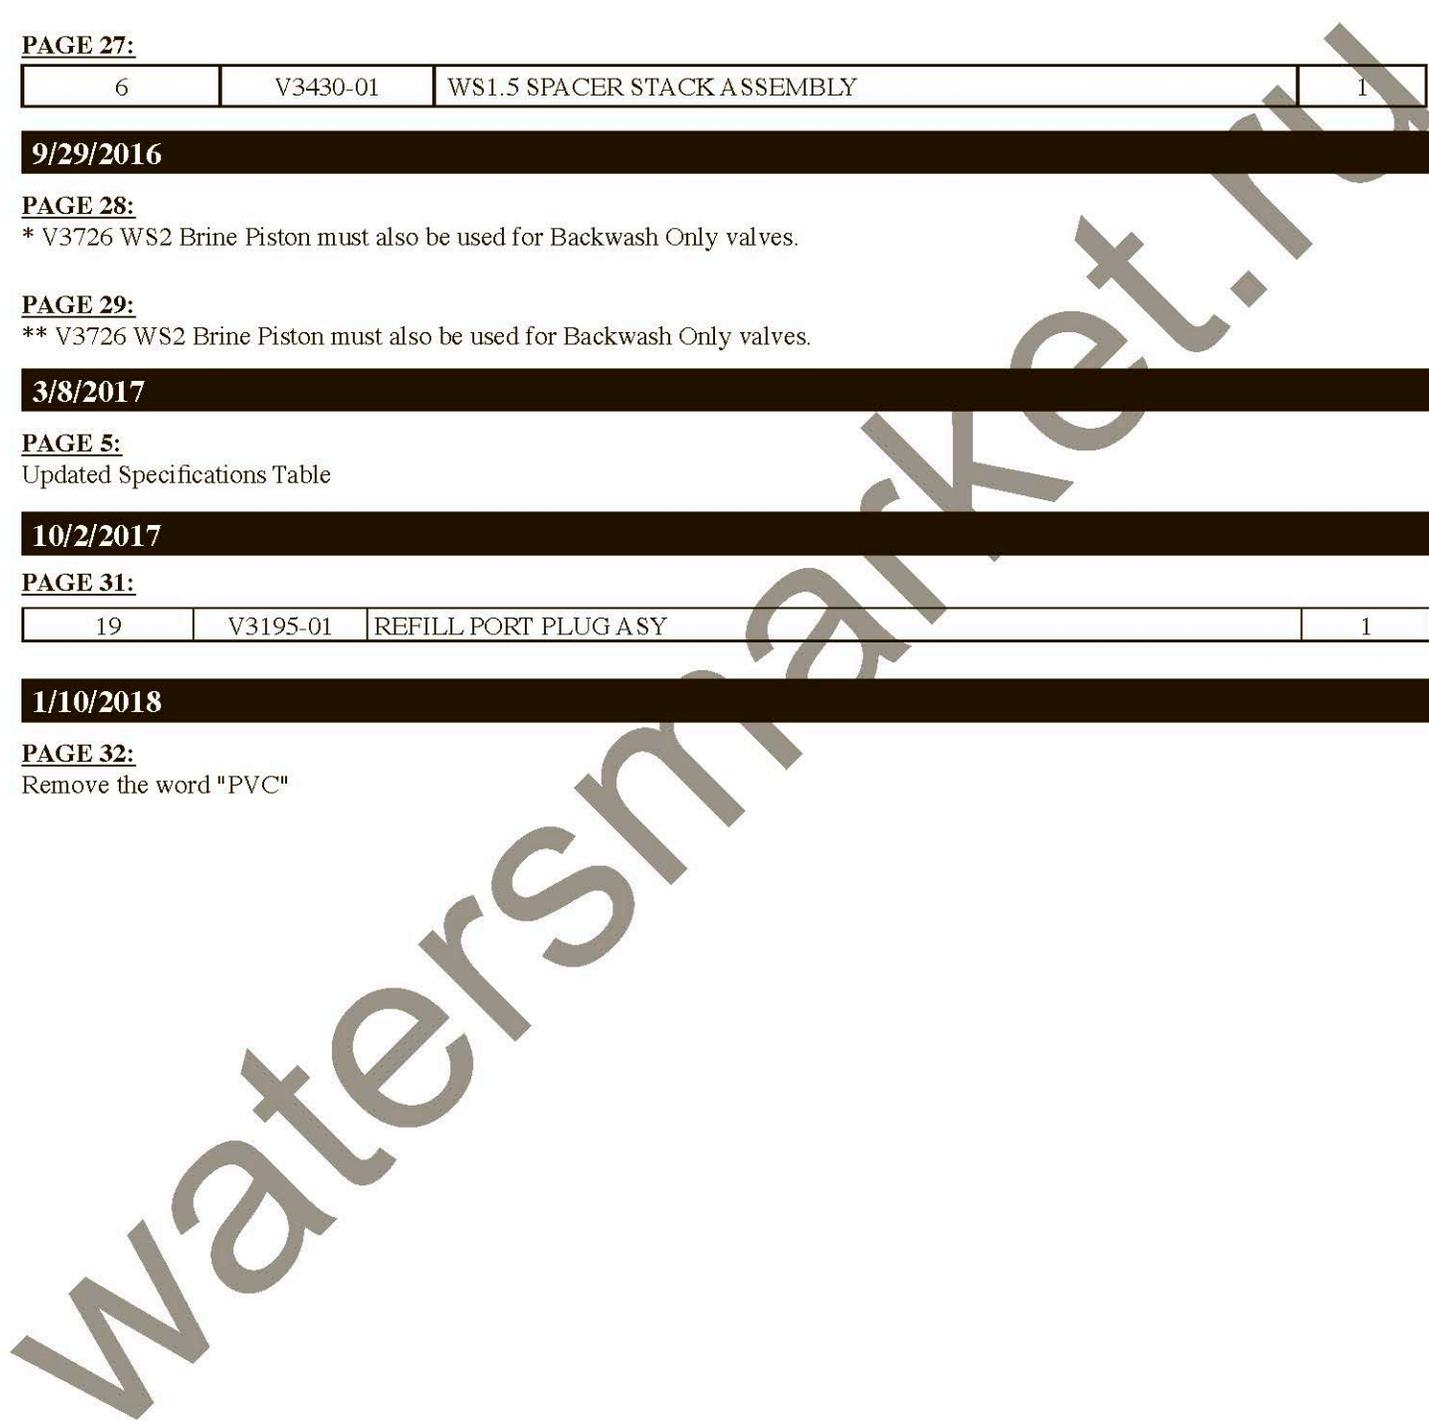 PAGE 27:
6 V3430-01 WS1.5 SPACER STACK ASSEMBLY 1
9/29/2016
PAGE 28:
* V3726 WS2 Brine Piston must also be used for Backwash Only valves.
PAGE 29:
** V3726 WS2 Brine Piston must also be used for Backwash Only valves.
3/8/2017
PAGE 5:
Updated Specifications Table
10/2/2017
PAGE 31:
19 V3195-01 REFILL PORT PLUG ASY 1
1/10/2018
PAGE 32:
Remove the word "PVC"
watersmarket.ru